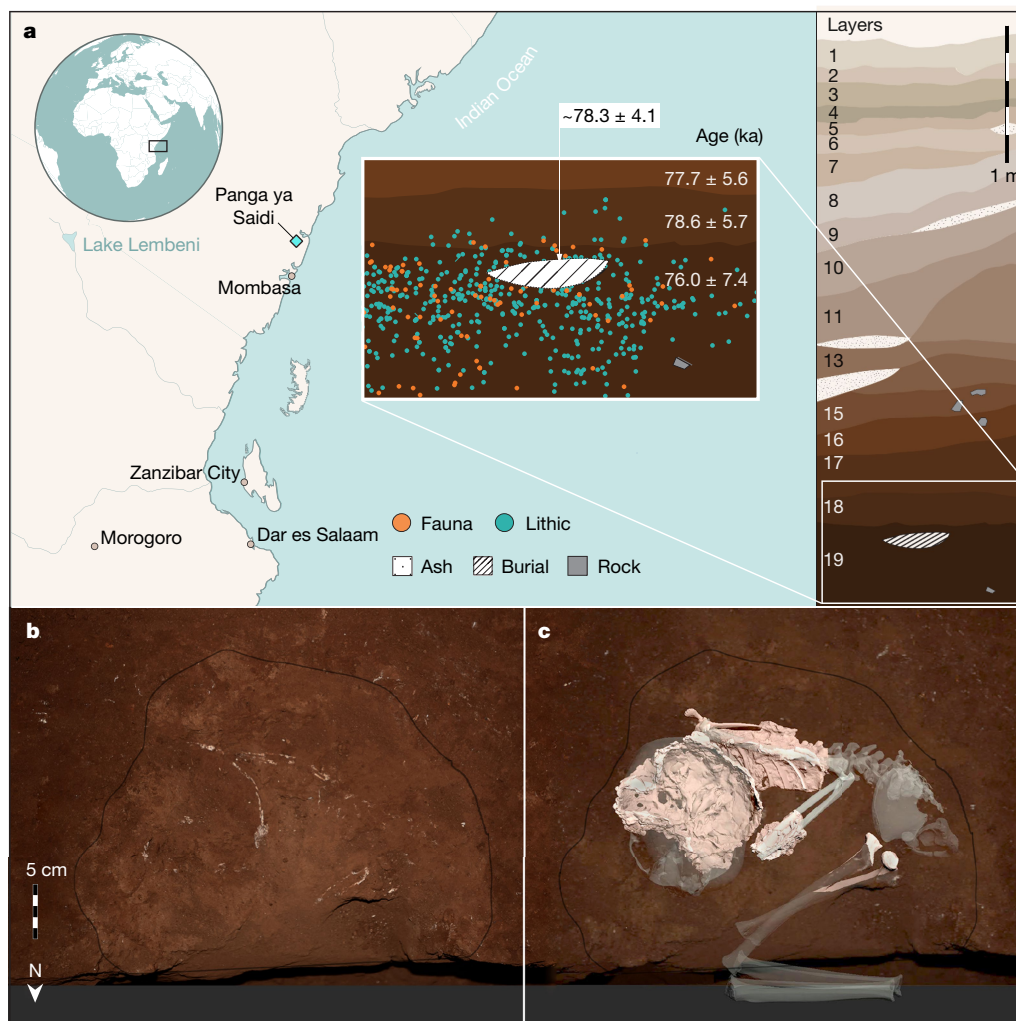 a
Indian Ocean
Panga ya
Saidi
Lake Lembeni
Mombasa
Zanzibar City
Morogoro
Dar es Salaam
~78.3 ± 4.1
Age (ka)
77.7 ± 5.6
78.6 ± 5.7
76.0 ± 7.4
Fauna
Lithic
Ash
Burial
Rock
Layers
1
2
3
4
5
6
7
8
9
10
11
13
15
16
17
18
19
1 m
b
5 cm
N
c